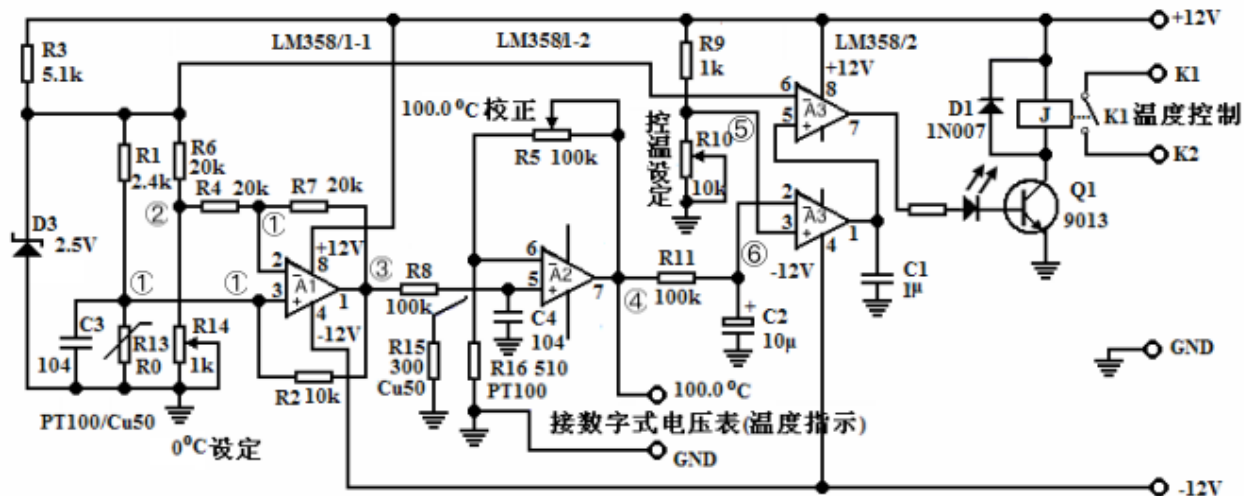 +12V
LM358/1-1
LM358/1-2
LM358/2
R3
5.1k
R9
1k
6
+12V
8
A3
5
7
K1
D1
1N007
J
K1 温度控制
K2
100.0⁰C 校正
R5 100k
控温设定
⑤
R10
10k
R1
2.4k
R6
20k
R4 20k
R7 20k
②
①
D3
2.5V
①
①
2
+12V
8
3
A1
1
4
-12V
③
R8
100k
6
5
A2
7
④
R11
100k
⑥
2
3
A3
1
-12V
4
Q1
9013
C1
1μ
C3
104
R13
R0
R14
1k
R2 10k
R15
300
Cu50
C4
104
R16 510
PT100
+
C2
10μ
GND
100.0⁰C
PT100/Cu50
0⁰C 设定
接数字式电压表(温度指示)
GND
-12V